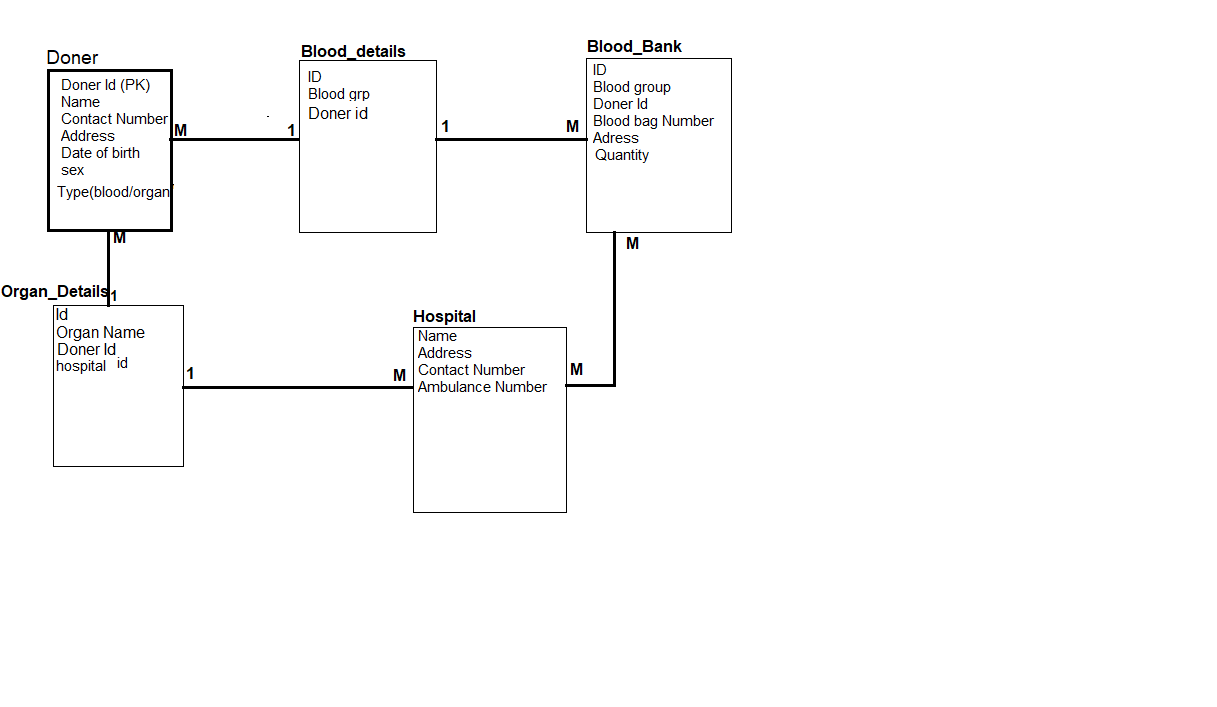 Doner
Doner Id (PK)
Name
Contact Number
Address
Date of birth
sex
Type(blood/organ)
M
1
Blood_details
ID
Blood grp
Doner id
1
M
Blood_Bank
ID
Blood group
Doner Id
Blood bag Number
Adress
Quantity
M
M
1
Organ_Details
Id
Organ Name
Doner Id
hospital id
1
M
Hospital
Name
Address
Contact Number
Ambulance Number
M